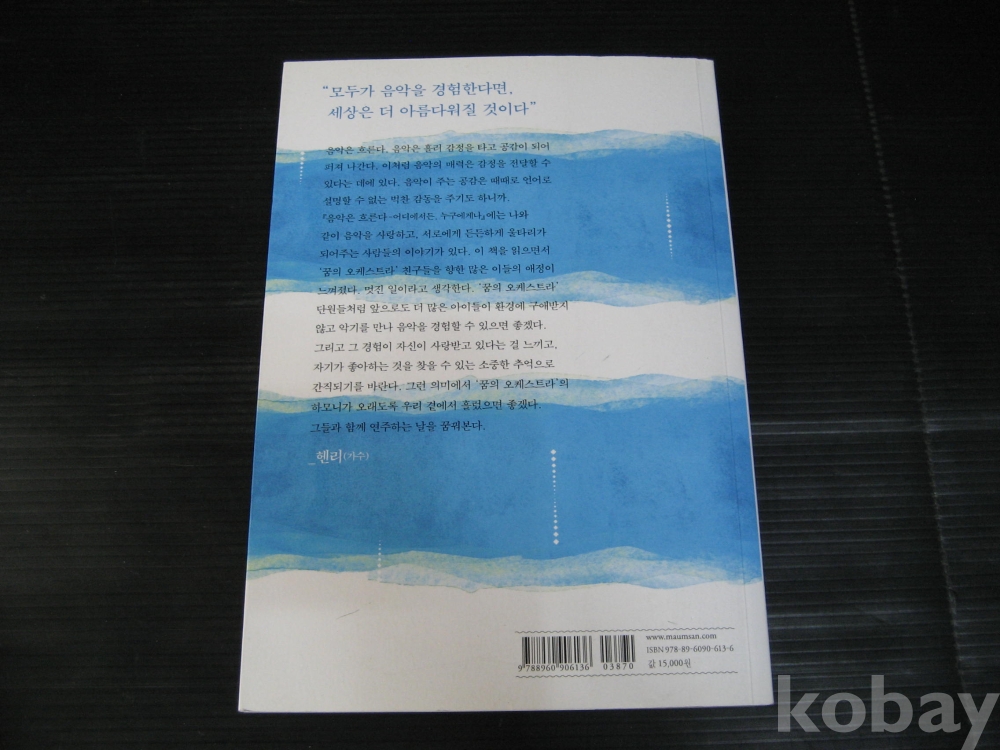 “모두가 음악을 경험한다면,
세상은 더 아름다워질 것이다”
음악은 흐른다. 음악은 흘러 감정을 타고 공감이 되어
퍼져 나간다. 이처럼 음악의 매력은 감정을 전달할 수
있다는 데에 있다. 음악이 주는 공감은 때때로 언어로
설명할 수 없는 벅찬 감동을 주기도 하니까.
『음악은 흐른다-어디에서든, 누구에게나』에는 나와
같이 음악을 사랑하고, 서로에게 든든하게 울타리가
되어주는 사람들의 이야기가 있다. 이 책을 읽으면서
‘꿈의 오케스트라’ 친구들을 향한 많은 이들의 애정이
느껴졌다. 멋진 일이라고 생각한다. ‘꿈의 오케스트라’
단원들처럼 앞으로도 더 많은 아이들이 환경에 구애받지
않고 악기를 만나 음악을 경험할 수 있으면 좋겠다.
그리고 그 경험이 자신이 사랑받고 있다는 걸 느끼고,
자기가 좋아하는 것을 찾을 수 있는 소중한 추억으로
간직되기를 바란다. 그런 의미에서 ‘꿈의 오케스트라’의
하모니가 오래도록 우리 곁에서 흘렀으면 좋겠다.
그들과 함께 연주하는 날을 꿈꿔본다.
_헨리(가수)
www.maumsan.com
ISBN 978-89-6090-613-6
값 15,000원
9 788960 906136
03870
kobay